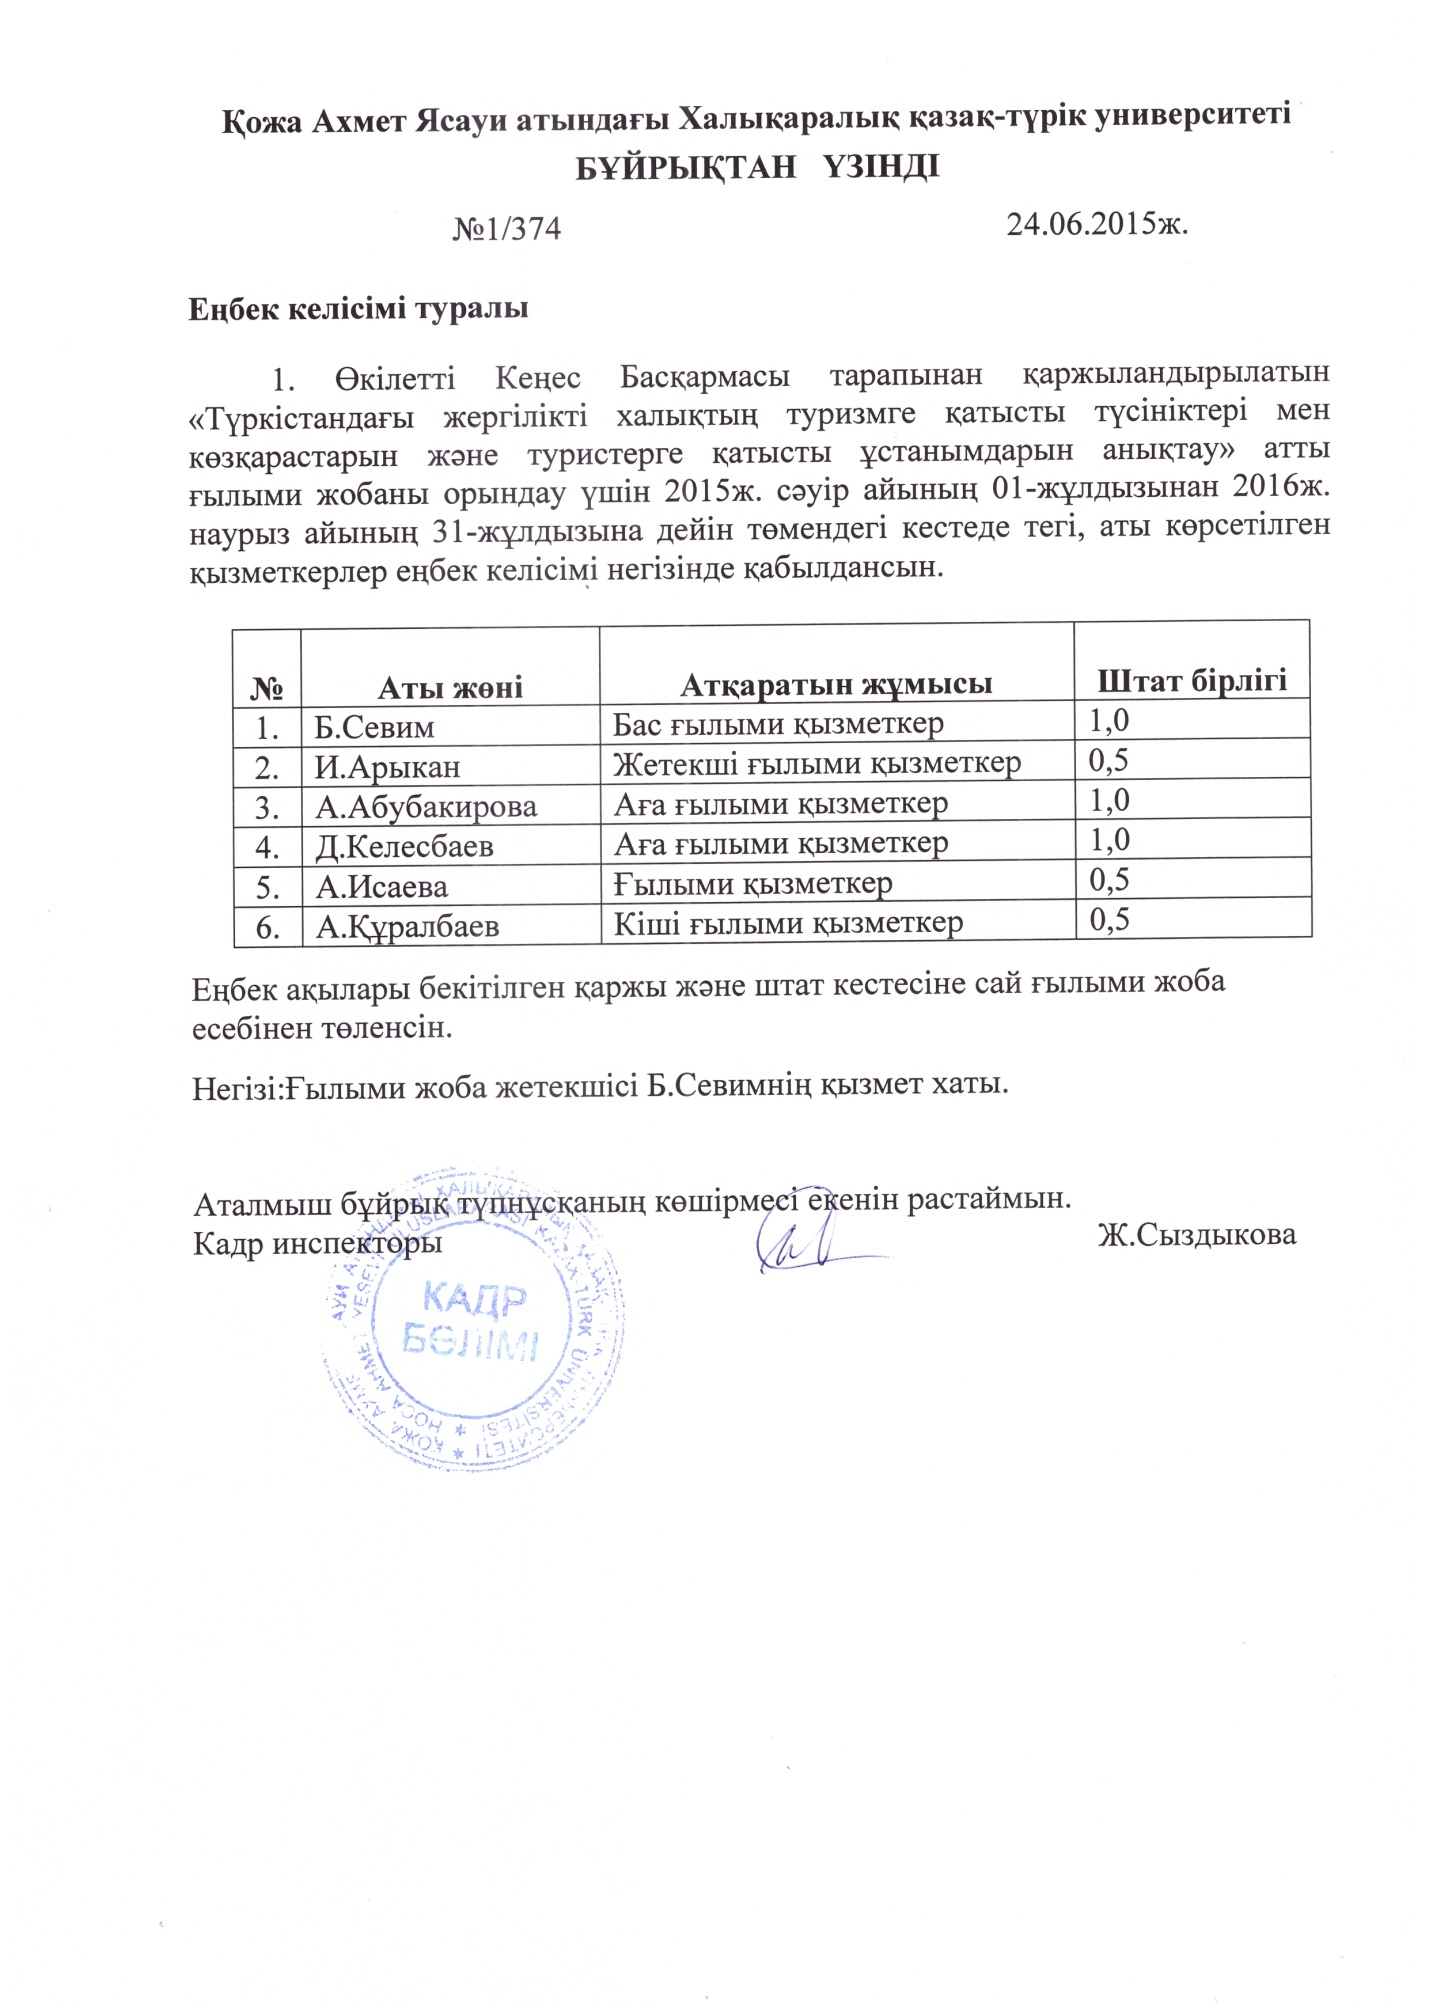 Қожа Ахмет Ясауи атындағы Халықаралық қазақ-түрік университеті
БҰЙРЫҚТАН ҮЗІНДІ
№1/374 24.06.2015ж.
Еңбек келісімі туралы
1. Өкілетті Кеңес Басқармасы тарапынан қаржыландырылатын
«Түркістандағы жергілікті халықтың туризмге қатысты түсініктері мен
көзқарастарын және туристерге қатысты ұстанымдарын анықтау» атты
ғылыми жобаны орындау үшін 2015ж. сәуір айының 01-жұлдызынан 2016ж.
наурыз айының 31-жұлдызына дейін төмендегі кестеде тегі, аты көрсетілген
қызметкерлер еңбек келісімі негізінде қабылдансын.
№ Аты жөні Атқаратын жұмысы Штат бірлігі
1. Б.Севим Бас ғылыми қызметкер 1,0
2. И.Арыкан Жетекші ғылыми қызметкер 0,5
3. А.Абубакирова Аға ғылыми қызметкер 1,0
4. Д.Келесбаев Аға ғылыми қызметкер 1,0
5. А.Исаева Ғылыми қызметкер 0,5
6. А.Құралбаев Кіші ғылыми қызметкер 0,5
Еңбек ақылары бекітілген қаржы және штат кестесіне сай ғылыми жоба
есебінен төленсін.
Негізі:Ғылыми жоба жетекшісі Б.Севимнің қызмет хаты.
Аталмыш бұйрық түпнұсқаның көшірмесі екенін растаймын.
Кадр инспекторы Ж.Сыздыкова
КАДР
БӨЛІМІ
HOCA AHMET YESEVI ULUSLARARASI KAZAK-TURK ÜNIVERSITESI